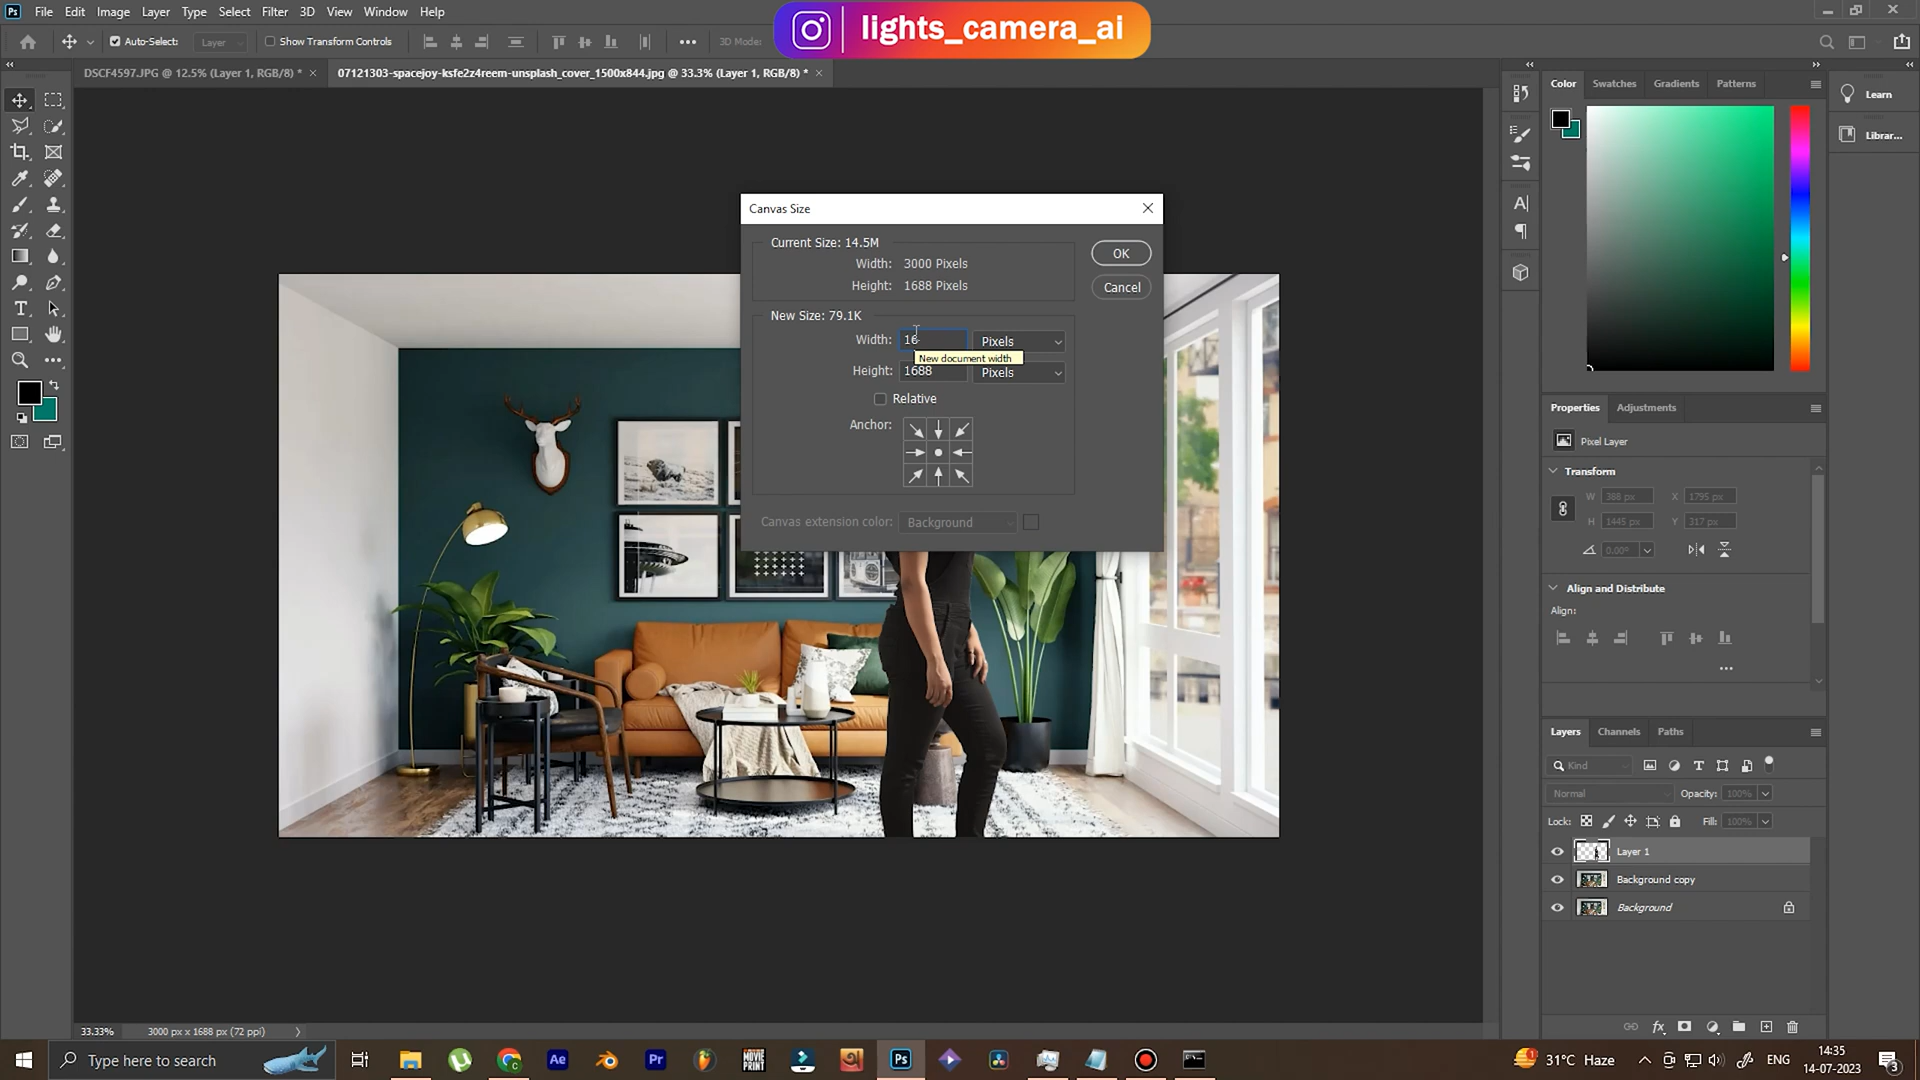 Ps File Edit Image Layer Type Select Filter 3D View Window Help
lights_camera_ai
Auto-Select: Layer Show Transform Controls 3D Mode:
DSCF4597.JPG @ 12.5% (Layer 1, RGB/8) * 07121303-spacejoy-ksfe2z4reem-unsplash_cover_1500x844.jpg @ 33.3% (Layer 1, RGB/8) *
Color Swatches Gradients Patterns
Learn
Librar...
Canvas Size
Current Size: 14.5M
Width: 3000 Pixels
Height: 1688 Pixels
OK
Cancel
New Size: 79.1K
Width: 16 Pixels
New document width
Height: 1688 Pixels
Relative
Anchor:
Canvas extension color: Background
Properties Adjustments
Pixel Layer
Transform
W 388 px X 1795 px
H 1445 px Y 317 px
0.00°
Align and Distribute
Align:
Layers Channels Paths
Kind
Normal Opacity: 100%
Lock: Fill: 100%
Layer 1
Background copy
Background
fx
33.33% 3000 px x 1688 px (72 ppi)
Type here to search
Ae Pr MOVIE PRINT Ps
31°C Haze
ENG
14:35
14-07-2023
3